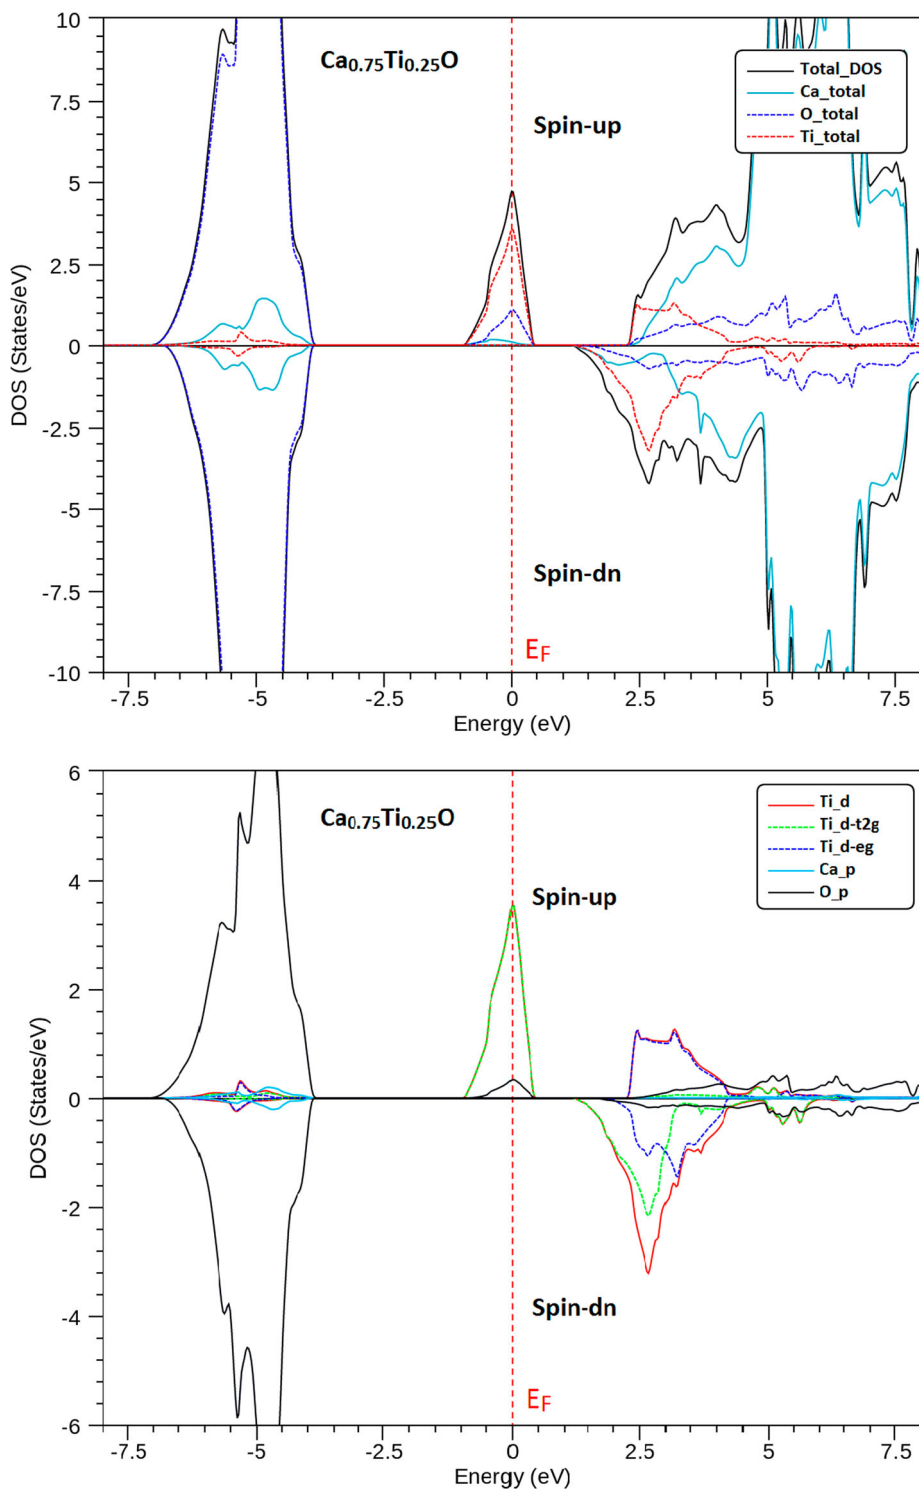 Ca0.75Ti0.25O
Total_DOS
Ca_total
O_total
Ti_total
Spin-up
10
7.5
5
2.5
0
-2.5
-5
-7.5
-10
DOS (States/eV)
Spin-dn
EF
-7.5 -5 -2.5 0 2.5 5 7.5
Energy (eV)
Ca0.75Ti0.25O
Ti_d
Ti_d-t2g
Ti_d-eg
Ca_p
O_p
Spin-up
6
4
2
0
-2
-4
-6
DOS (States/eV)
Spin-dn
EF
-7.5 -5 -2.5 0 2.5 5 7.5
Energy (eV)